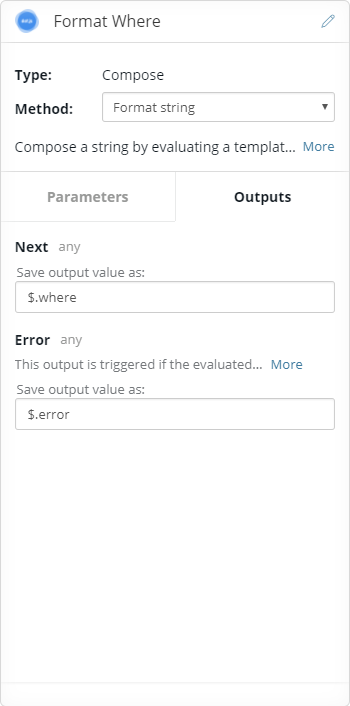 Format Where
Type: Compose
Method: Format string
Compose a string by evaluating a templat... More
Parameters Outputs
Next any
Save output value as:
$.where
Error any
This output is triggered if the evaluated... More
Save output value as:
$.error